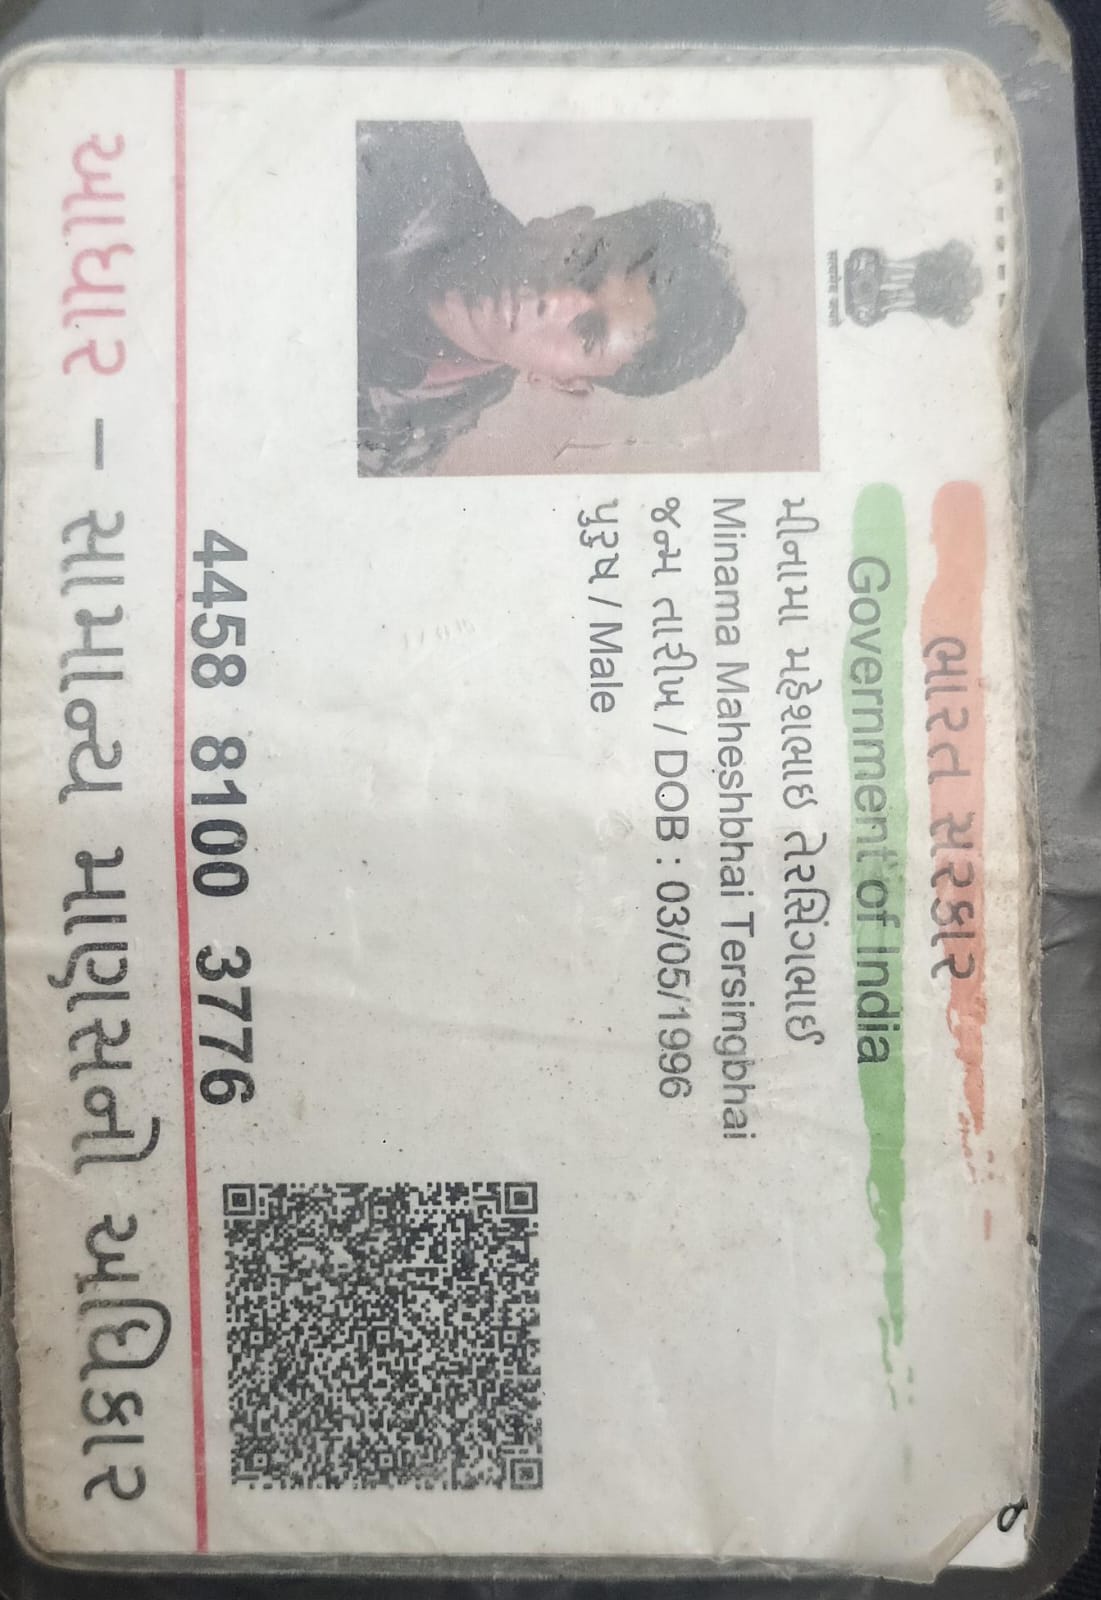 ભારત સરકાર
Government of India
મીનામા મહેશભાઇ તેરસિંગભાઇ
Minama Maheshbhai Tersingbhai
જન્મ તારીખ / DOB : 03/05/1996
પુરુષ / Male
4458 8100 3776
આધાર – સામાન્ય માણસનો અધિકાર